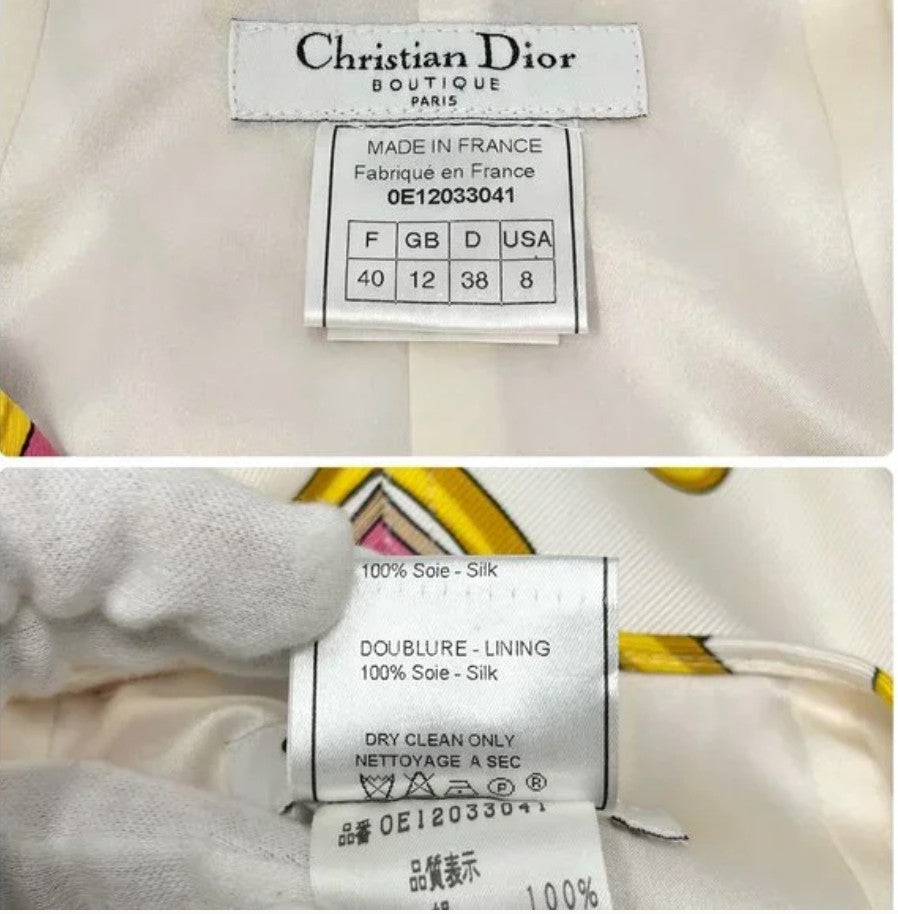 Christian Dior
BOUTIQUE
PARIS
MADE IN FRANCE
Fabriqué en France
0E12033041
F GB D USA
40 12 38 8
100% Soie - Silk
DOUBLURE - LINING
100% Soie - Silk
DRY CLEAN ONLY
NETTOYAGE A SEC
P R
品番 0E12033041
品質表示
100%